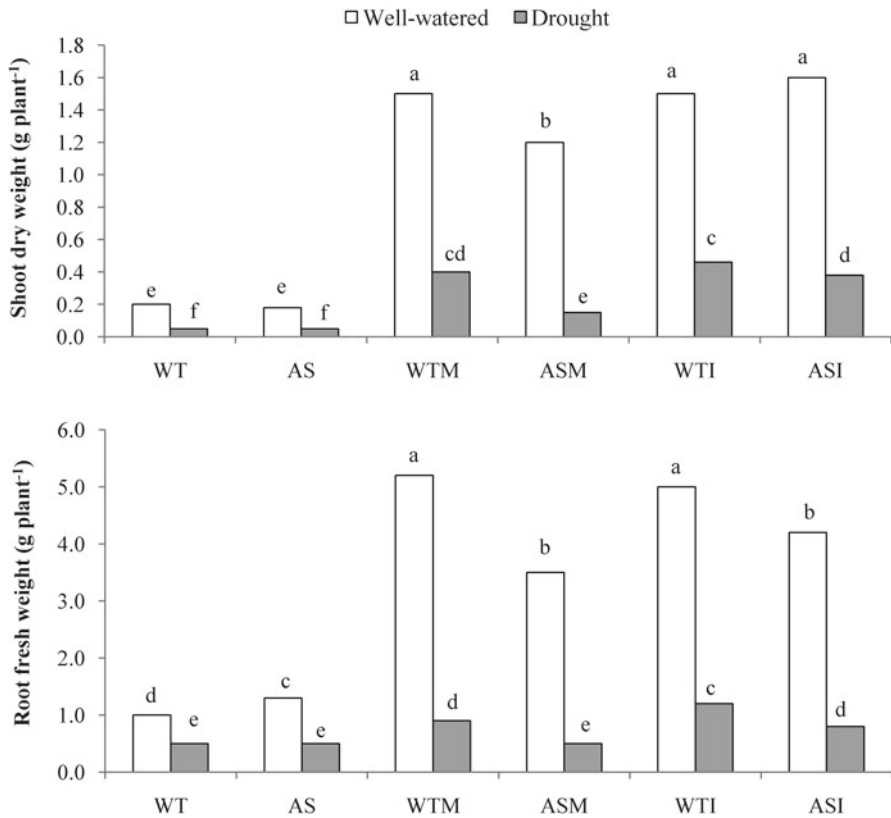 Well-watered Drought
Shoot dry weight (g plant⁻¹)
1.8
1.6
1.4
1.2
1.0
0.8
0.6
0.4
0.2
0.0
e f e f a cd b e a c a d
WT AS WTM ASM WTI ASI
Root fresh weight (g plant⁻¹)
6.0
5.0
4.0
3.0
2.0
1.0
0.0
d e c e a d b e a c b d
WT AS WTM ASM WTI ASI